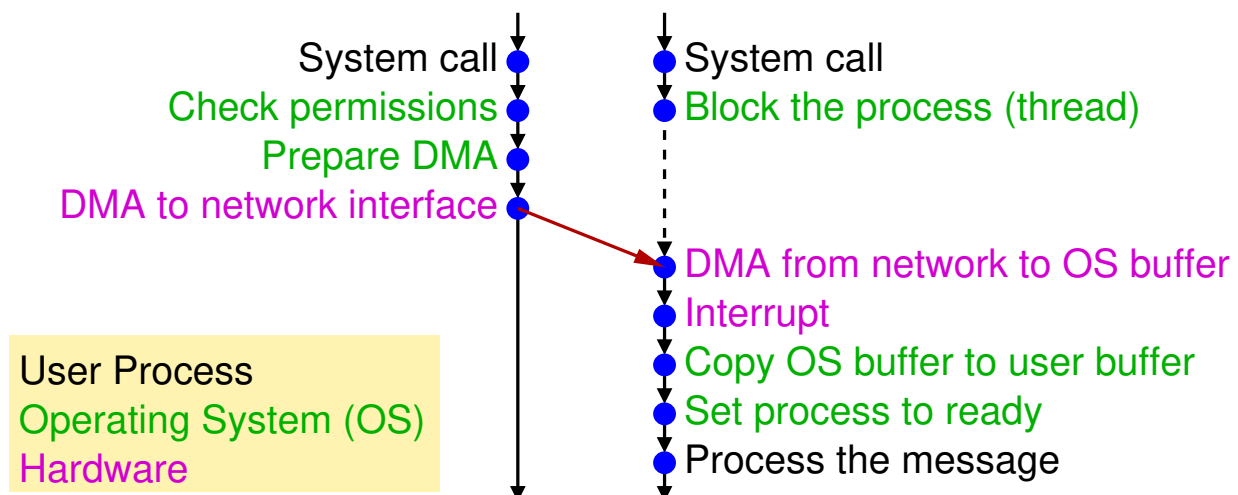 System call
Check permissions
Prepare DMA
DMA to network interface
System call
Block the process (thread)
DMA from network to OS buffer
Interrupt
Copy OS buffer to user buffer
Set process to ready
Process the message
User Process
Operating System (OS)
Hardware